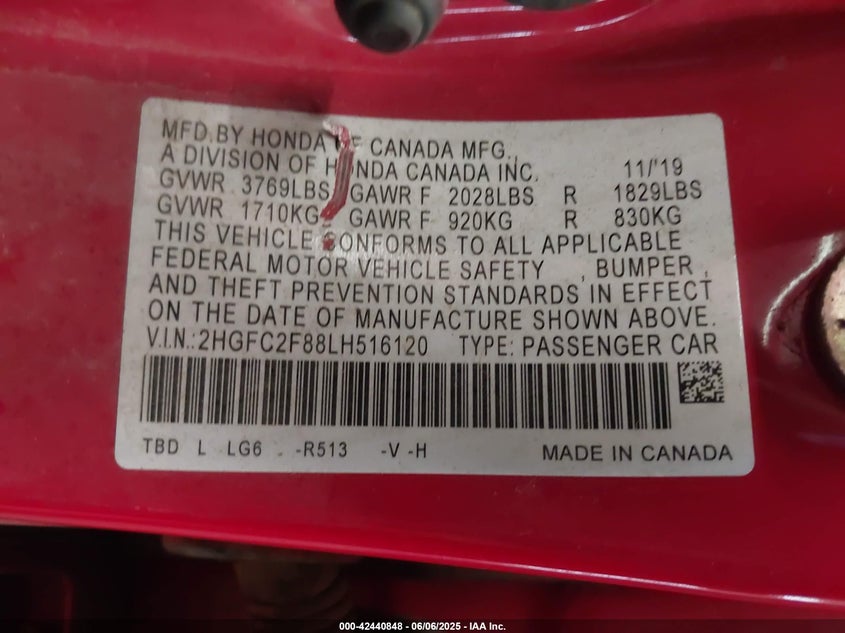 MFD.BY HONDA OF CANADA MFG.,
A DIVISION OF HONDA CANADA INC. 11/'19
GVWR 3769LBS GAWR F 2028LBS R 1829LBS
GVWR 1710KG GAWR F 920KG R 830KG
THIS VEHICLE CONFORMS TO ALL APPLICABLE
FEDERAL MOTOR VEHICLE SAFETY , BUMPER ,
AND THEFT PREVENTION STANDARDS IN EFFECT
ON THE DATE OF MANUFACTURE SHOWN ABOVE.
V.I.N.:2HGFC2F88LH516120 TYPE: PASSENGER CAR
TBD L LG6 -R513 -V -H MADE IN CANADA
000-42440848 - 06/06/2025 - IAA Inc.